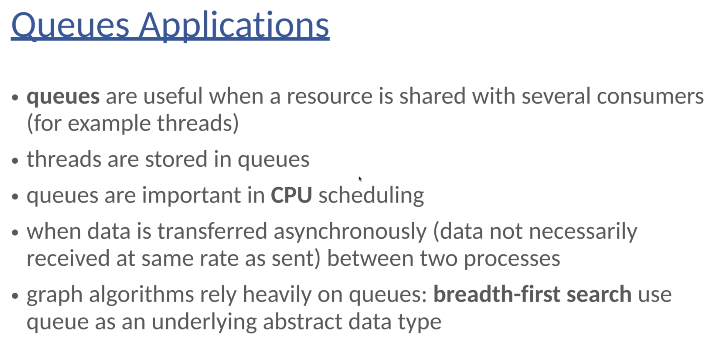 Queues Applications
• queues are useful when a resource is shared with several consumers
(for example threads)
• threads are stored in queues
• queues are important in CPU scheduling
• when data is transferred asynchronously (data not necessarily
received at same rate as sent) between two processes
• graph algorithms rely heavily on queues: breadth-first search use
queue as an underlying abstract data type